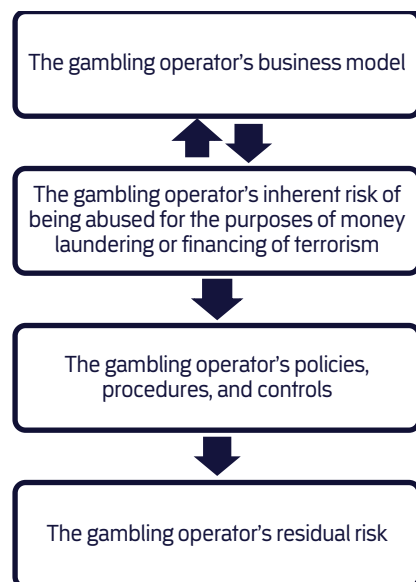 The gambling operator's business model
The gambling operator's inherent risk of
being abused for the purposes of money
laundering or financing of terrorism
The gambling operator's policies,
procedures, and controls
The gambling operator's residual risk